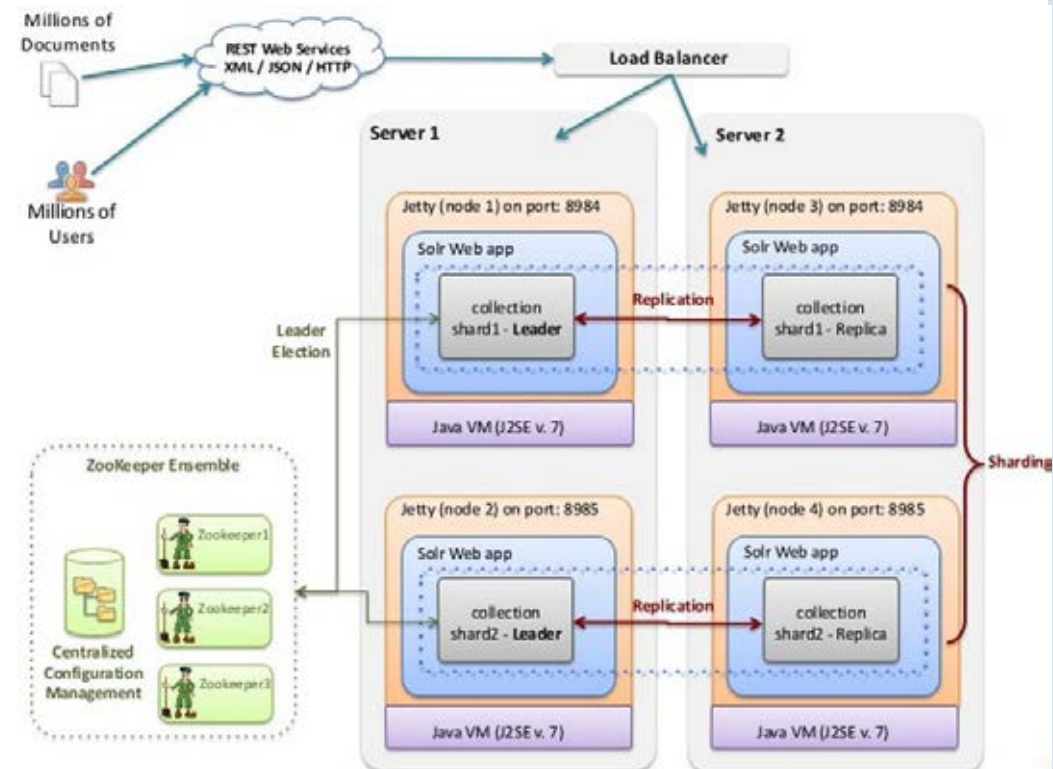 Millions of
Documents
REST Web Services
XML / JSON / HTTP
Load Balancer
Millions of
Users
Server 1
Server 2
Jetty (node 1) on port: 8984
Solr Web app
collection
shard1 - Leader
Java VM (J2SE v. 7)
Replication
Jetty (node 3) on port: 8984
Solr Web app
collection
shard1 - Replica
Java VM (J2SE v. 7)
Leader
Election
Sharding
ZooKeeper Ensemble
Zookeeper1
Zookeeper2
Zookeeper3
Centralized
Configuration
Management
Jetty (node 2) on port: 8985
Solr Web app
collection
shard2 - Leader
Java VM (J2SE v. 7)
Replication
Jetty (node 4) on port: 8985
Solr Web app
collection
shard2 - Replica
Java VM (J2SE v. 7)